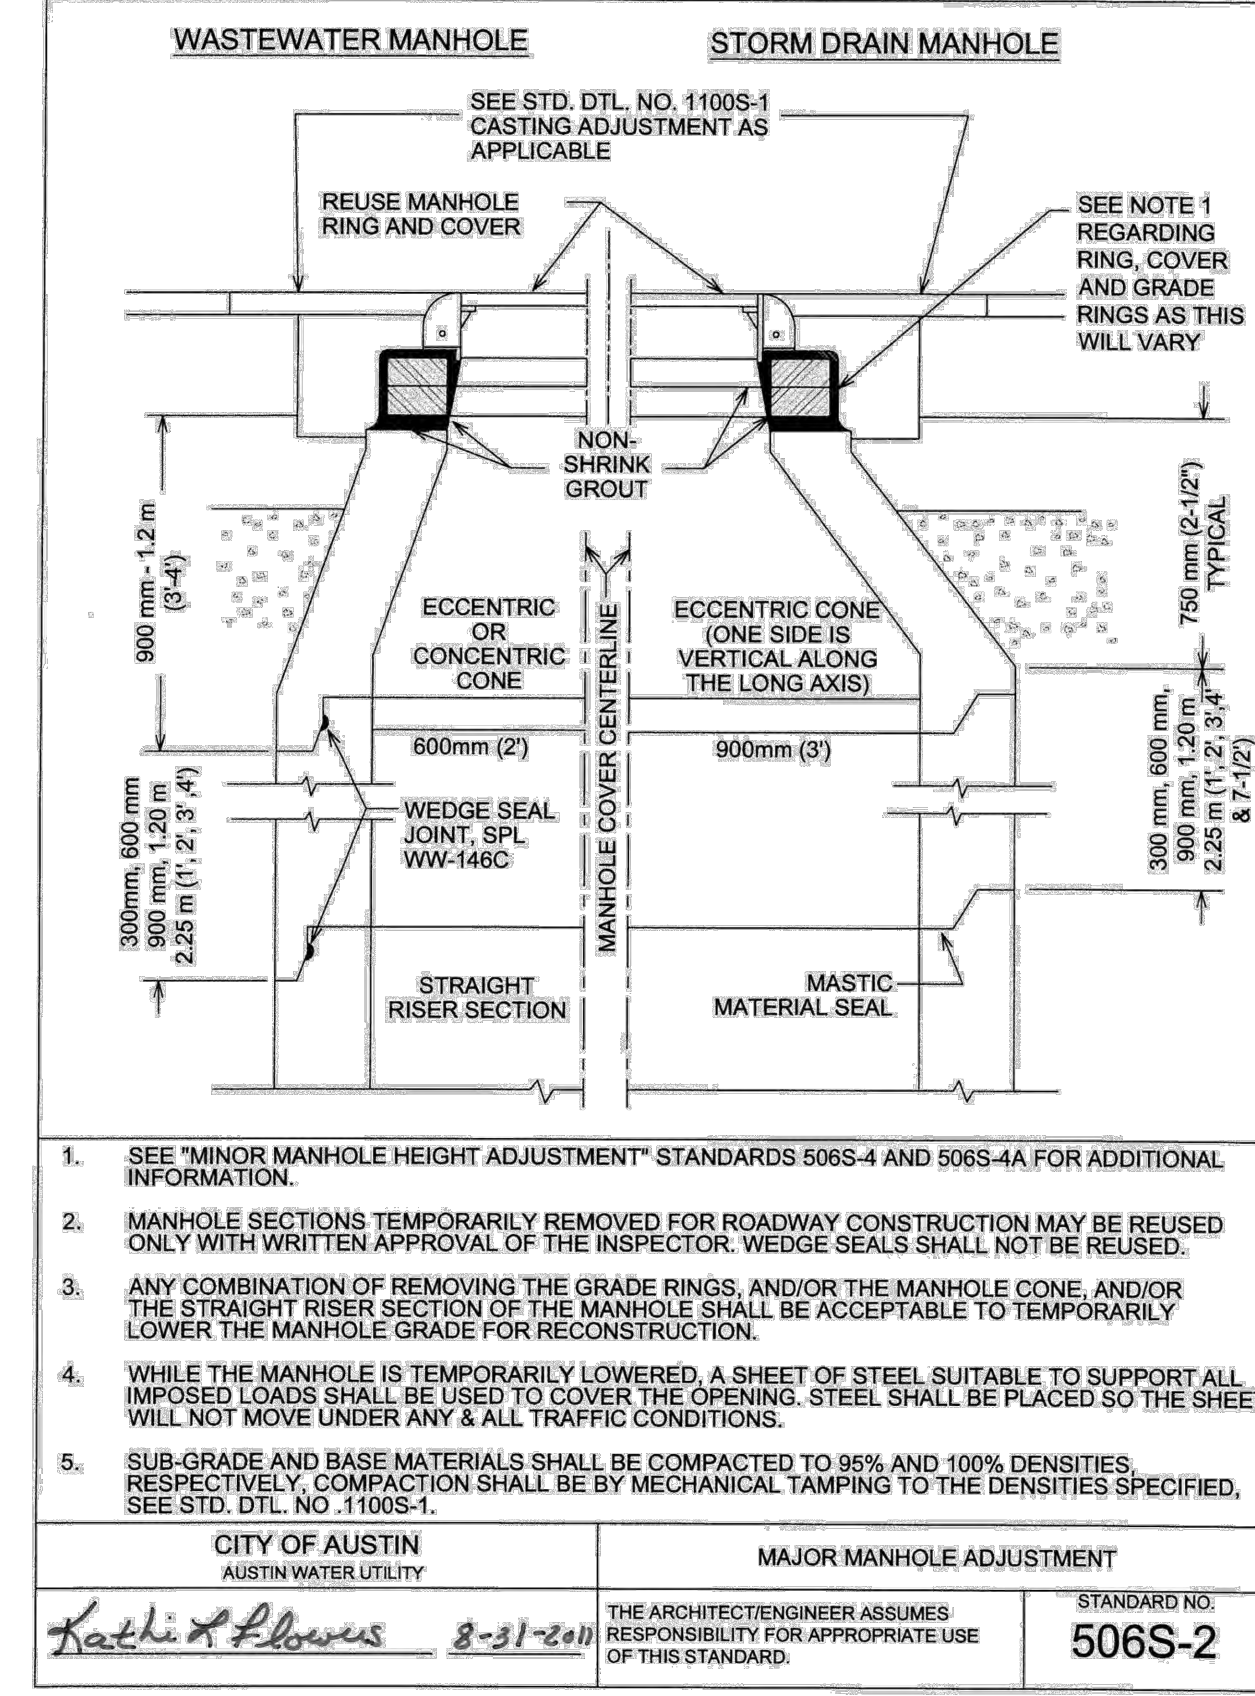 WASTEWATER MANHOLE
STORM DRAIN MANHOLE
SEE STD. DTL. NO. 1100S-1
CASTING ADJUSTMENT AS
APPLICABLE
REUSE MANHOLE
RING AND COVER
SEE NOTE 1
REGARDING
RING, COVER
AND GRADE
RINGS AS THIS
WILL VARY
NON-
SHRINK
GROUT
900 mm - 1.2 m
(3'-4')
750 mm (2-1/2")
TYPICAL
ECCENTRIC
OR
CONCENTRIC
CONE
MANHOLE COVER CENTERLINE
ECCENTRIC CONE
(ONE SIDE IS
VERTICAL ALONG
THE LONG AXIS)
600mm (2')
900mm (3')
300mm, 600 mm
900 mm, 1.20 m
2.25 m (1', 2', 3' ,4')
WEDGE SEAL
JOINT, SPL
WW-146C
300 mm, 600 mm,
900 mm, 1.20 m
2.25 m (1', 2', 3',4'
& 7-1/2')
STRAIGHT
RISER SECTION
MASTIC
MATERIAL SEAL
1. SEE "MINOR MANHOLE HEIGHT ADJUSTMENT" STANDARDS 506S-4 AND 506S-4A FOR ADDITIONAL
INFORMATION.
2. MANHOLE SECTIONS TEMPORARILY REMOVED FOR ROADWAY CONSTRUCTION MAY BE REUSED
ONLY WITH WRITTEN APPROVAL OF THE INSPECTOR. WEDGE SEALS SHALL NOT BE REUSED.
3. ANY COMBINATION OF REMOVING THE GRADE RINGS, AND/OR THE MANHOLE CONE, AND/OR
THE STRAIGHT RISER SECTION OF THE MANHOLE SHALL BE ACCEPTABLE TO TEMPORARILY
LOWER THE MANHOLE GRADE FOR RECONSTRUCTION.
4. WHILE THE MANHOLE IS TEMPORARILY LOWERED, A SHEET OF STEEL SUITABLE TO SUPPORT ALL
IMPOSED LOADS SHALL BE USED TO COVER THE OPENING. STEEL SHALL BE PLACED SO THE SHEE
WILL NOT MOVE UNDER ANY & ALL TRAFFIC CONDITIONS.
5. SUB-GRADE AND BASE MATERIALS SHALL BE COMPACTED TO 95% AND 100% DENSITIES,
RESPECTIVELY, COMPACTION SHALL BE BY MECHANICAL TAMPING TO THE DENSITIES SPECIFIED,
SEE STD. DTL. NO .1100S-1.
CITY OF AUSTIN
AUSTIN WATER UTILITY
MAJOR MANHOLE ADJUSTMENT
Kathi L Flowers 8-31-2011
THE ARCHITECT/ENGINEER ASSUMES
RESPONSIBILITY FOR APPROPRIATE USE
OF THIS STANDARD.
STANDARD NO.
506S-2